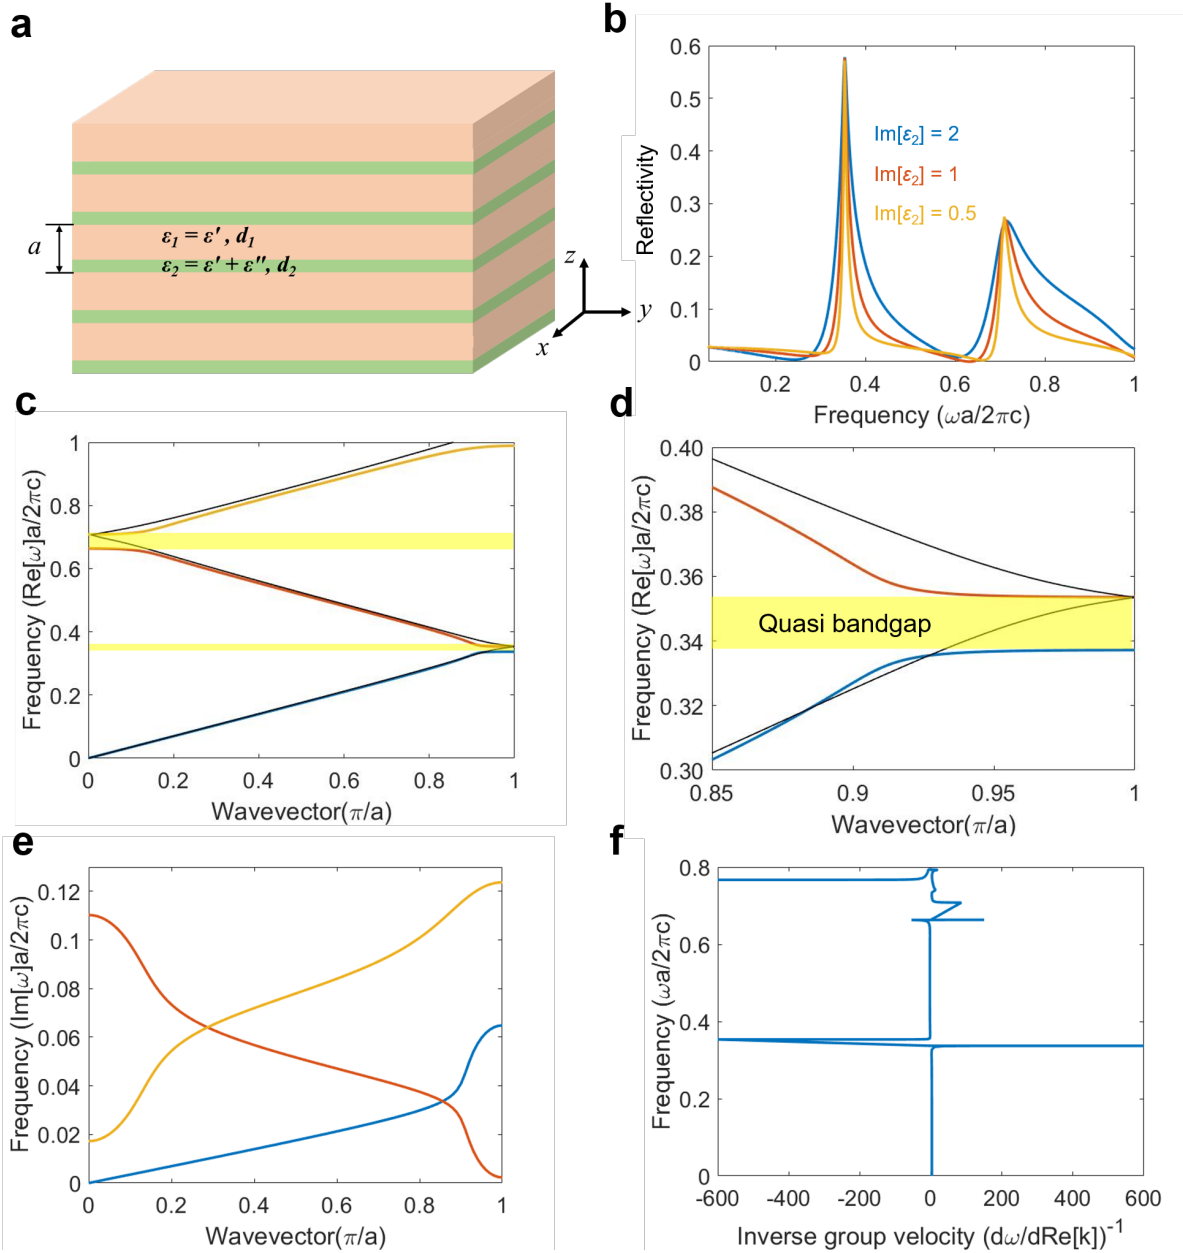 a
a
ε₁ = ε′ , d₁
ε₂ = ε′ + ε″, d₂
z
y
x
b
Reflectivity
0.6
0.5
0.4
0.3
0.2
0.1
0
Im[ε₂] = 2
Im[ε₂] = 1
Im[ε₂] = 0.5
0.2 0.4 0.6 0.8 1
Frequency (ωa/2πc)
c
Frequency (Re[ω]a/2πc)
1
0.8
0.6
0.4
0.2
0
0 0.2 0.4 0.6 0.8 1
Wavevector(π/a)
d
Frequency (Re[ω]a/2πc)
0.40
0.38
0.36
0.34
0.32
0.30
Quasi bandgap
0.85 0.9 0.95 1
Wavevector(π/a)
e
Frequency (Im[ω]a/2πc)
0.12
0.1
0.08
0.06
0.04
0.02
0
0 0.2 0.4 0.6 0.8 1
Wavevector(π/a)
f
Frequency (ωa/2πc)
0.8
0.6
0.4
0.2
0
-600 -400 -200 0 200 400 600
Inverse group velocity (dω/dRe[k])⁻¹